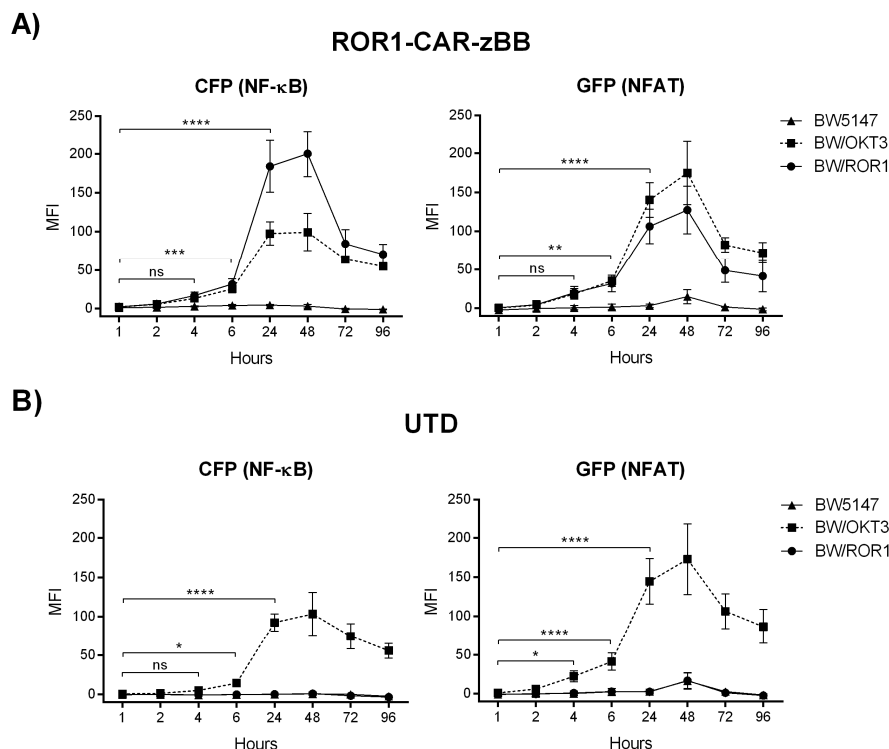 A)
ROR1-CAR-zBB
CFP (NF-κB)
GFP (NFAT)
250
200
150
100
50
0
MFI
****
***
ns
1 2 4 6 24 48 72 96
Hours
250
200
150
100
50
0
MFI
****
**
ns
1 2 4 6 24 48 72 96
Hours
BW5147
BW/OKT3
BW/ROR1
B)
UTD
CFP (NF-κB)
GFP (NFAT)
250
200
150
100
50
0
MFI
****
*
ns
1 2 4 6 24 48 72 96
Hours
250
200
150
100
50
0
MFI
****
****
*
1 2 4 6 24 48 72 96
Hours
BW5147
BW/OKT3
BW/ROR1